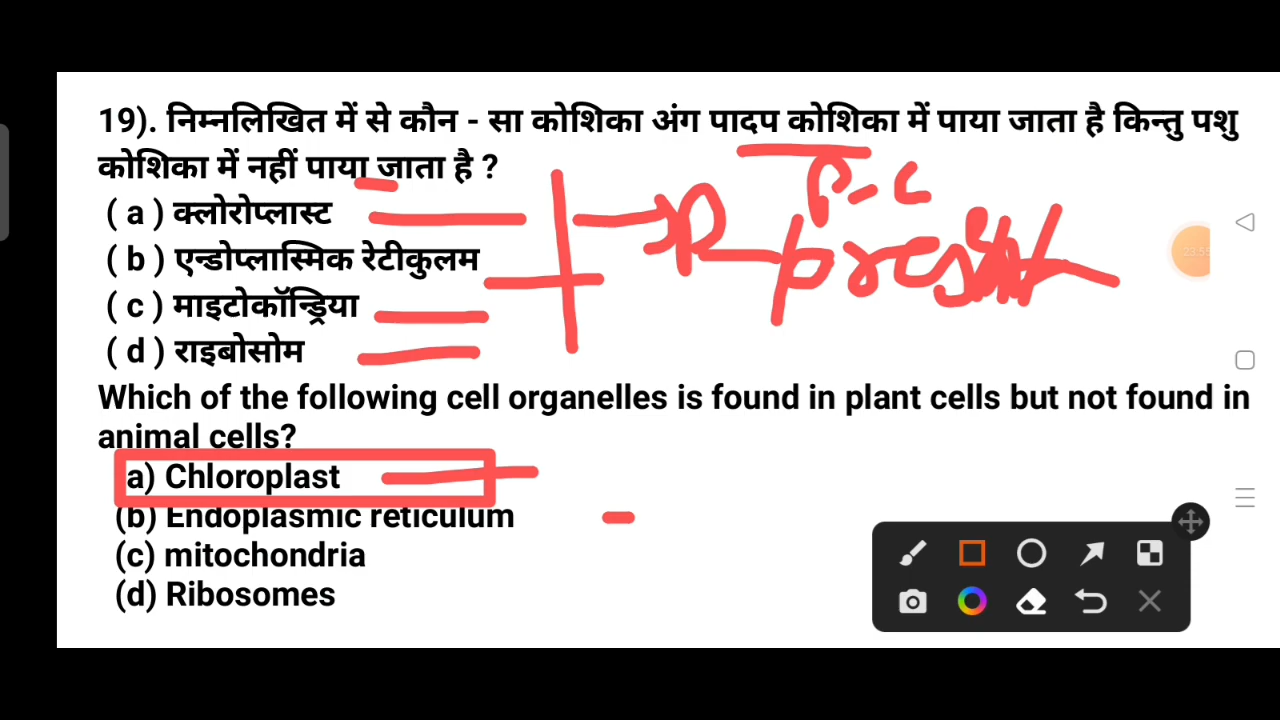 19). निम्नलिखित में से कौन - सा कोशिका अंग पादप कोशिका में पाया जाता है किन्तु पशु
कोशिका में नहीं पाया जाता है ?
( a ) क्लोरोप्लास्ट
( b ) एन्डोप्लास्मिक रेटीकुलम
( c ) माइटोकॉन्ड्रिया
( d ) राइबोसोम
P-C
Which of the following cell organelles is found in plant cells but not found in
animal cells?
a) Chloroplast
(b) Endoplasmic reticulum
(c) mitochondria
(d) Ribosomes